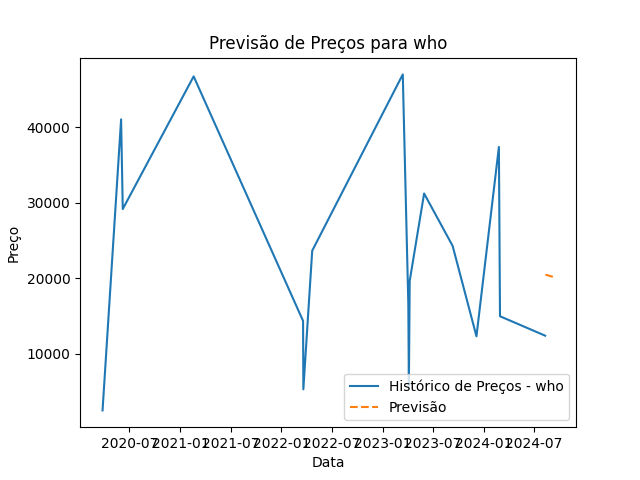 Previsão de Preços para who
Preço
40000
30000
20000
10000
Histórico de Preços - who
Previsão
2020-07 2021-01 2021-07 2022-01 2022-07 2023-01 2023-07 2024-01 2024-07
Data